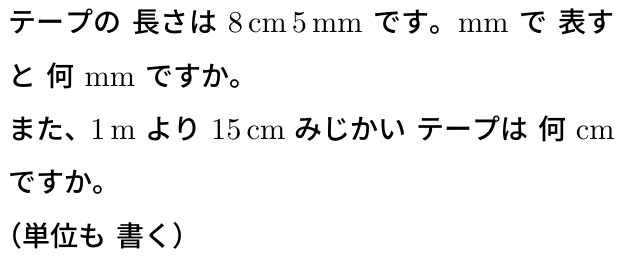 テープの 長さは 8 cm 5 mm です。mm で 表す
と 何 mm ですか。
また、1 m より 15 cm みじかい テープは 何 cm
ですか。
（単位も 書く）